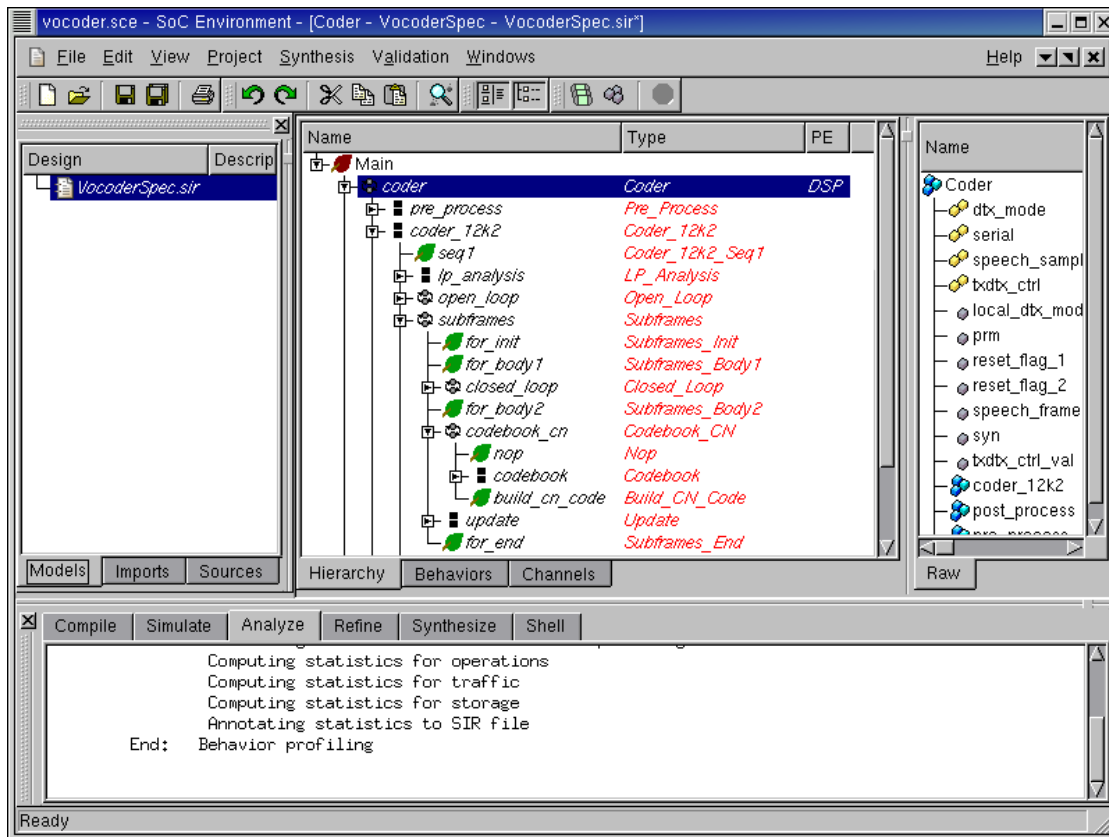 vocoder.sce - SoC Environment - [Coder - VocoderSpec - VocoderSpec.sir*]
File Edit View Project Synthesis Validation Windows Help
Design Descrip
VocoderSpec.sir
Models Imports Sources
Name Type PE
Main
coder Coder DSP
pre_process Pre_Process
coder_12k2 Coder_12k2
seq1 Coder_12k2_Seq1
lp_analysis LP_Analysis
open_loop Open_Loop
subframes Subframes
for_init Subframes_Init
for_body1 Subframes_Body1
closed_loop Closed_Loop
for_body2 Subframes_Body2
codebook_cn Codebook_CN
nop Nop
codebook Codebook
build_cn_code Build_CN_Code
update Update
for_end Subframes_End
Hierarchy Behaviors Channels
Name
Coder
dtx_mode
serial
speech_sampl
txdtx_ctrl
local_dtx_mod
prm
reset_flag_1
reset_flag_2
speech_frame
syn
txdtx_ctrl_val
coder_12k2
post_process
Raw
Compile Simulate Analyze Refine Synthesize Shell
Computing statistics for operations
Computing statistics for traffic
Computing statistics for storage
Annotating statistics to SIR file
End: Behavior profiling
Ready